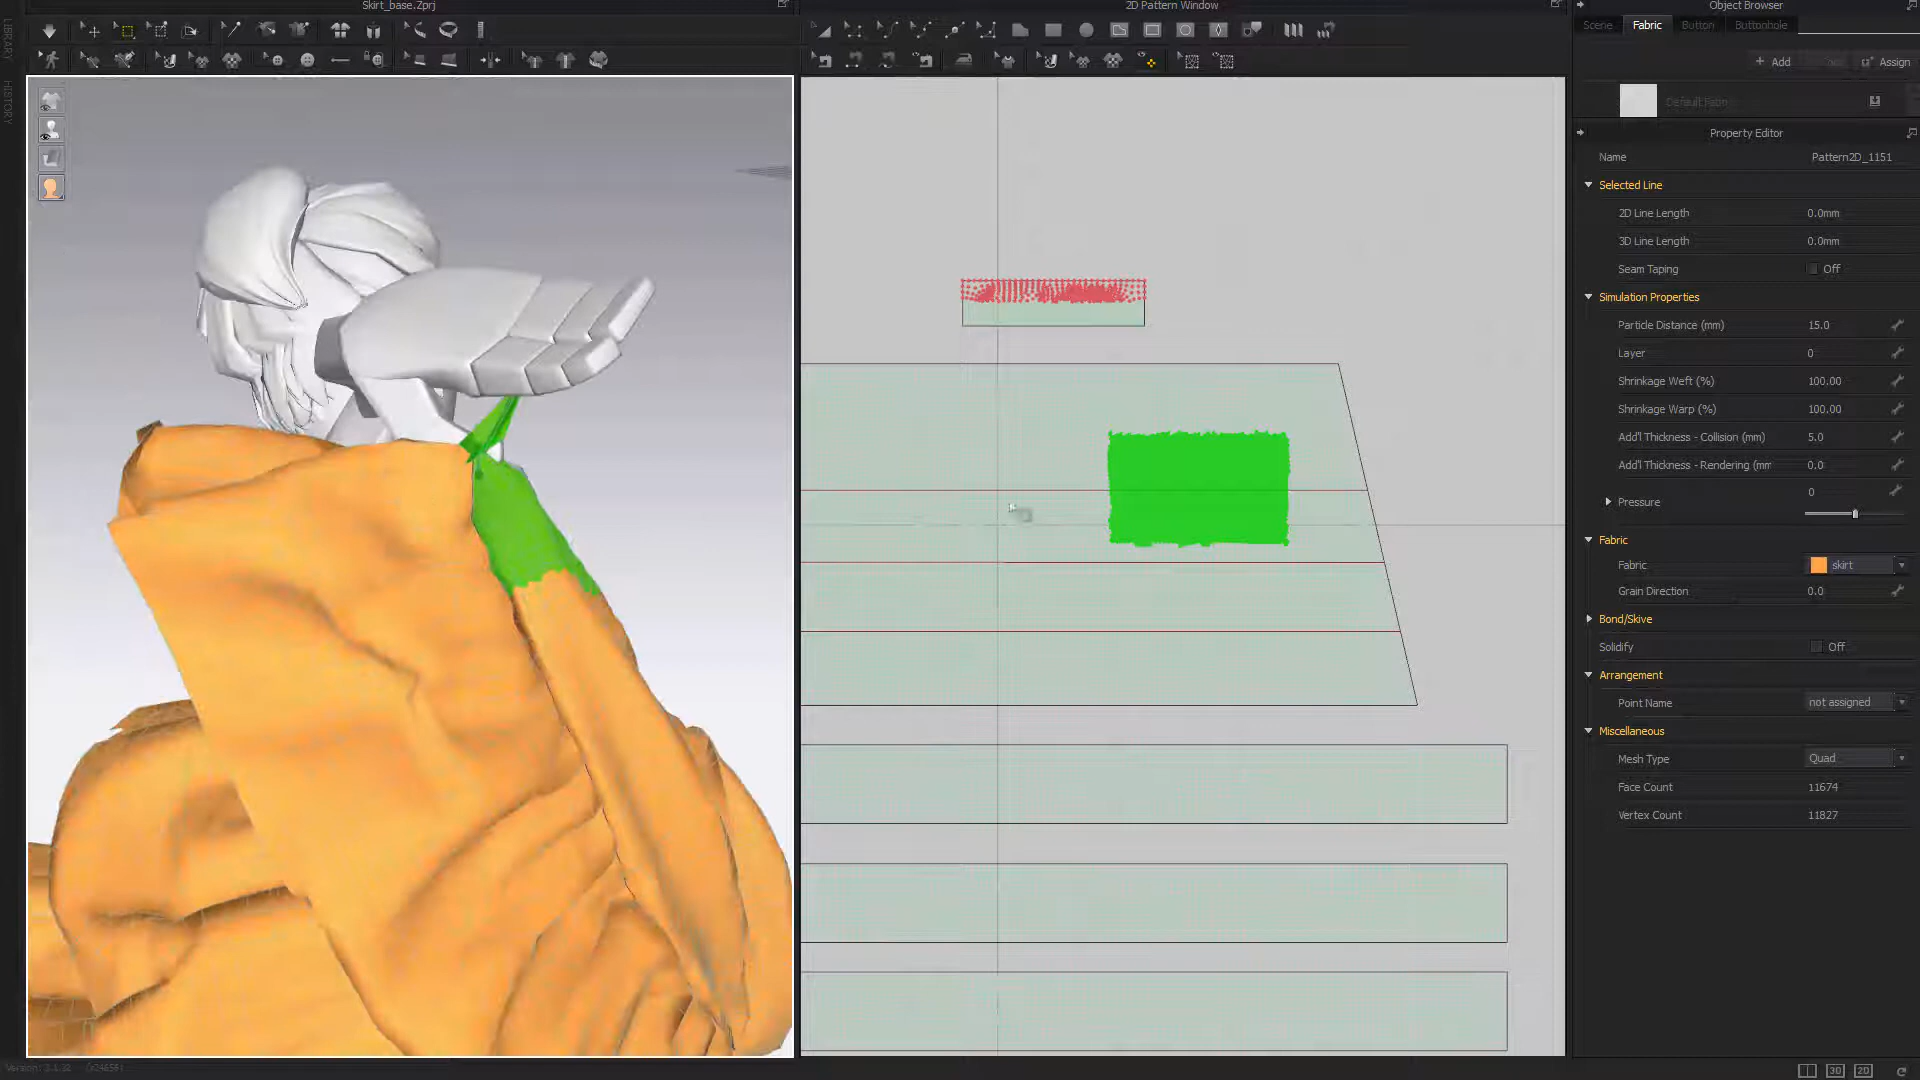 Skirt_base.Zprj
2D Pattern Window
Object Browser
LIBRARY
HISTORY
Scene
Fabric
Button
Buttonhole
+ Add
Assign
Property Editor
Name
Pattern2D_1151
Selected Line
2D Line Length
0.0mm
3D Line Length
0.0mm
Seam Taping
Off
Simulation Properties
Particle Distance (mm)
15.0
Layer
0
Shrinkage Weft (%)
100.00
Shrinkage Warp (%)
100.00
Add'l Thickness - Collision (mm)
5.0
Add'l Thickness - Rendering (mm
0.0
Pressure
0
Fabric
Fabric
skirt
Grain Direction
0.0
Bond/Skive
Solidify
Off
Arrangement
Point Name
not assigned
Miscellaneous
Mesh Type
Quad
Face Count
11674
Vertex Count
11827
3D
2D